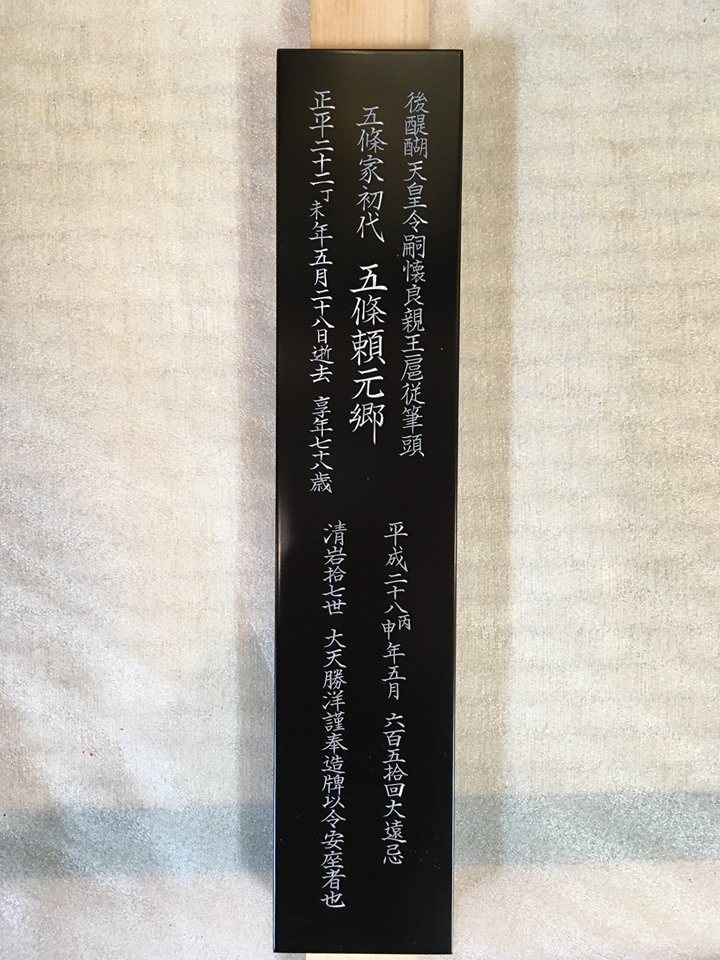 後醍醐天皇令嗣懐良親王扈従筆頭
五條家初代　五條頼元郷
正平二十二丁未年五月二十八日逝去　享年七十八歳
平成二十八丙申年五月　六百五拾回大遠忌
清岩拾七世　大天勝洋謹奉造牌以令安座者也